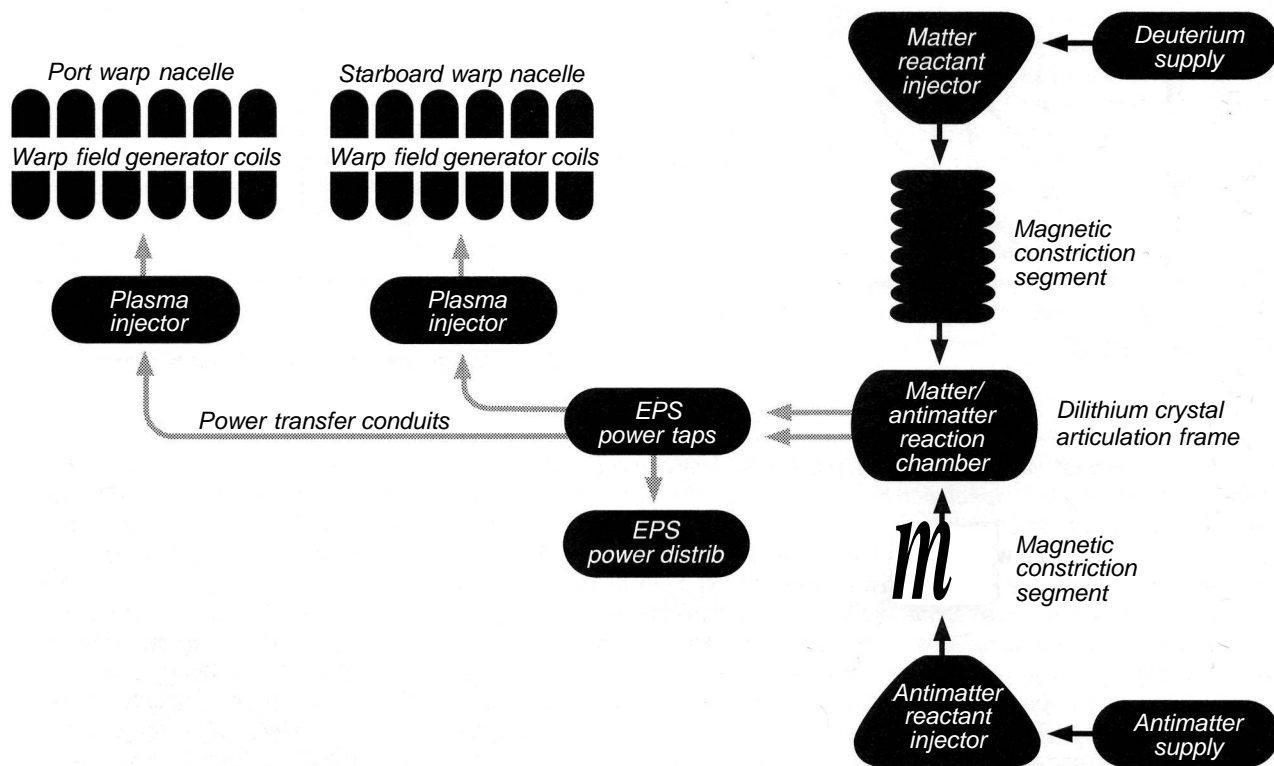 Port warp nacelle
Warp field generator coils
Plasma
injector
Starboard warp nacelle
Warp field generator coils
Plasma
injector
Power transfer conduits
EPS
power taps
EPS
power distrib
Matter
reactant
injector
Deuterium
supply
Magnetic
constriction
segment
Matter/
antimatter
reaction
chamber
Dilithium crystal
articulation frame
m
Magnetic
constriction
segment
Antimatter
reactant
injector
Antimatter
supply